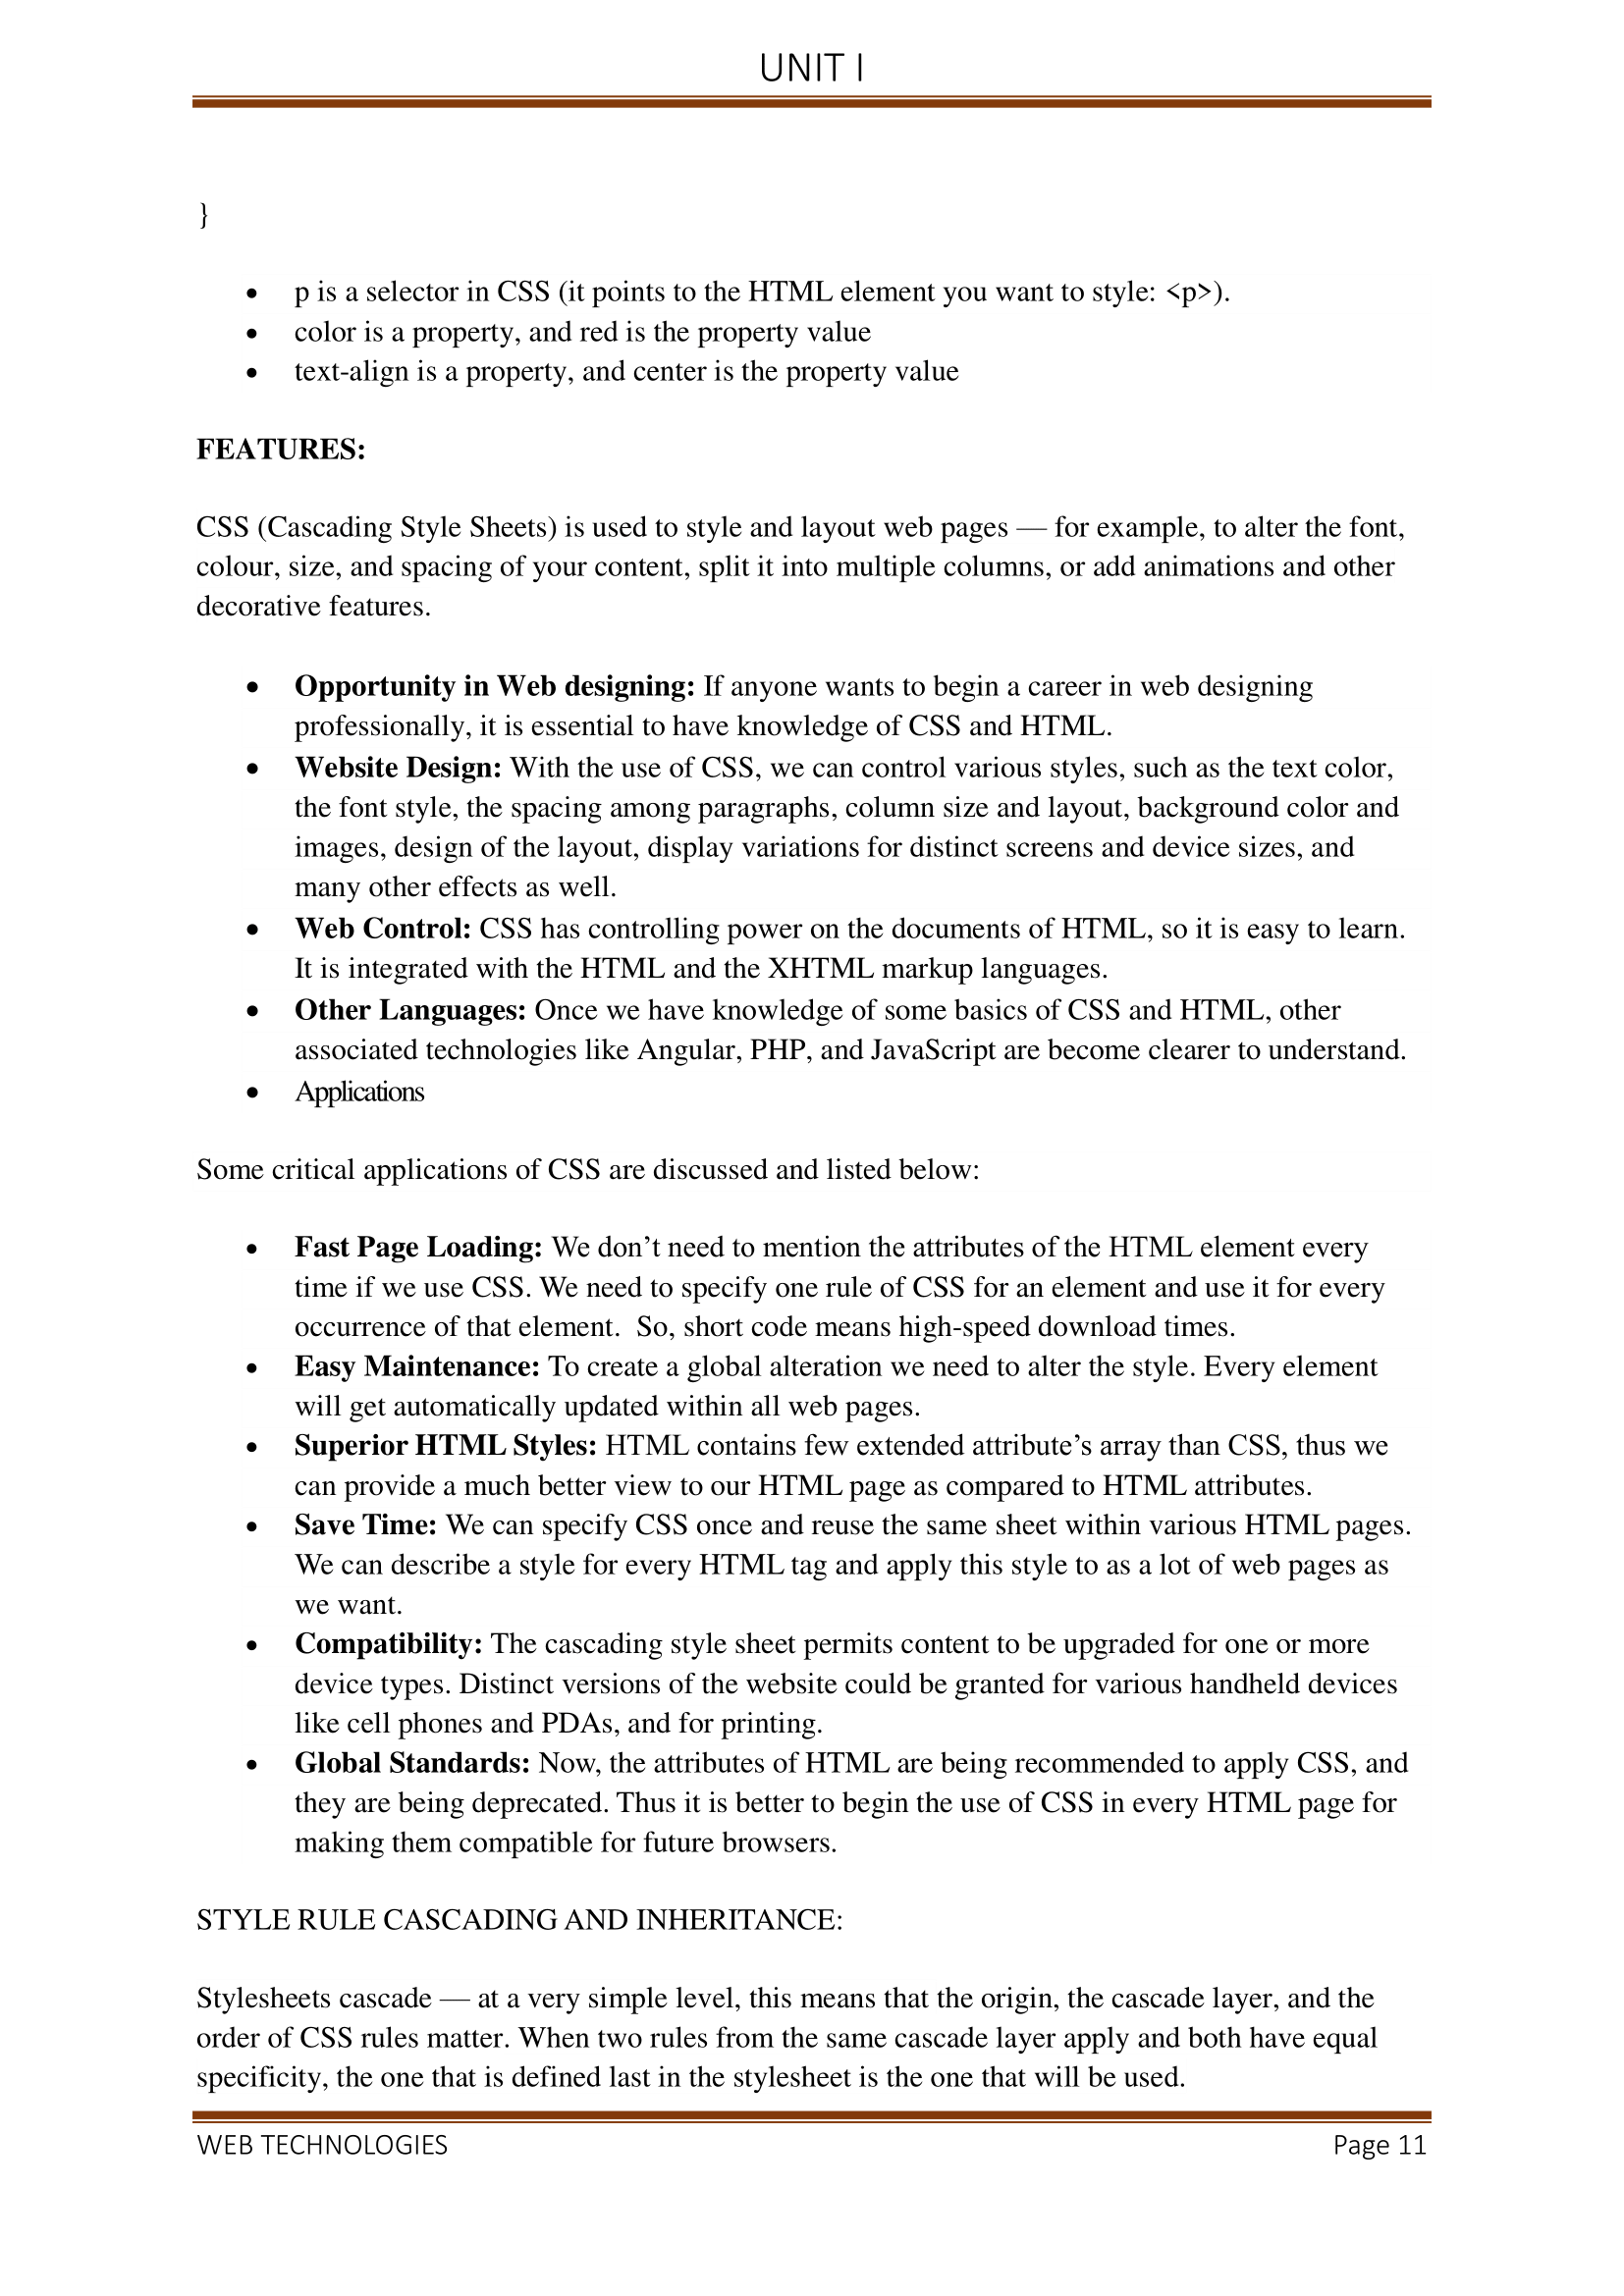 UNIT I
}
• p is a selector in CSS (it points to the HTML element you want to style: <p>).
• color is a property, and red is the property value
• text-align is a property, and center is the property value
FEATURES:
CSS (Cascading Style Sheets) is used to style and layout web pages — for example, to alter the font,
colour, size, and spacing of your content, split it into multiple columns, or add animations and other
decorative features.
• Opportunity in Web designing: If anyone wants to begin a career in web designing
professionally, it is essential to have knowledge of CSS and HTML.
• Website Design: With the use of CSS, we can control various styles, such as the text color,
the font style, the spacing among paragraphs, column size and layout, background color and
images, design of the layout, display variations for distinct screens and device sizes, and
many other effects as well.
• Web Control: CSS has controlling power on the documents of HTML, so it is easy to learn.
It is integrated with the HTML and the XHTML markup languages.
• Other Languages: Once we have knowledge of some basics of CSS and HTML, other
associated technologies like Angular, PHP, and JavaScript are become clearer to understand.
• Applications
Some critical applications of CSS are discussed and listed below:
• Fast Page Loading: We don’t need to mention the attributes of the HTML element every
time if we use CSS. We need to specify one rule of CSS for an element and use it for every
occurrence of that element.  So, short code means high-speed download times.
• Easy Maintenance: To create a global alteration we need to alter the style. Every element
will get automatically updated within all web pages.
• Superior HTML Styles: HTML contains few extended attribute’s array than CSS, thus we
can provide a much better view to our HTML page as compared to HTML attributes.
• Save Time: We can specify CSS once and reuse the same sheet within various HTML pages.
We can describe a style for every HTML tag and apply this style to as a lot of web pages as
we want.
• Compatibility: The cascading style sheet permits content to be upgraded for one or more
device types. Distinct versions of the website could be granted for various handheld devices
like cell phones and PDAs, and for printing.
• Global Standards: Now, the attributes of HTML are being recommended to apply CSS, and
they are being deprecated. Thus it is better to begin the use of CSS in every HTML page for
making them compatible for future browsers.
STYLE RULE CASCADING AND INHERITANCE:
Stylesheets cascade — at a very simple level, this means that the origin, the cascade layer, and the
order of CSS rules matter. When two rules from the same cascade layer apply and both have equal
specificity, the one that is defined last in the stylesheet is the one that will be used.
WEB TECHNOLOGIES Page 11